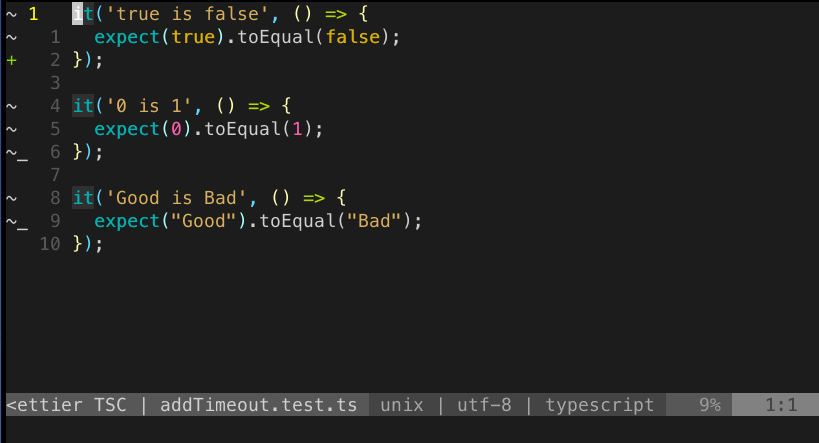 ~ 1   it('true is false', () => {
~   1   expect(true).toEqual(false);
+   2 });
    3
~   4 it('0 is 1', () => {
~   5   expect(0).toEqual(1);
~_  6 });
    7
~   8 it('Good is Bad', () => {
~_  9   expect("Good").toEqual("Bad");
   10 });
<ettier TSC | addTimeout.test.ts  unix | utf-8 | typescript  9%  1:1